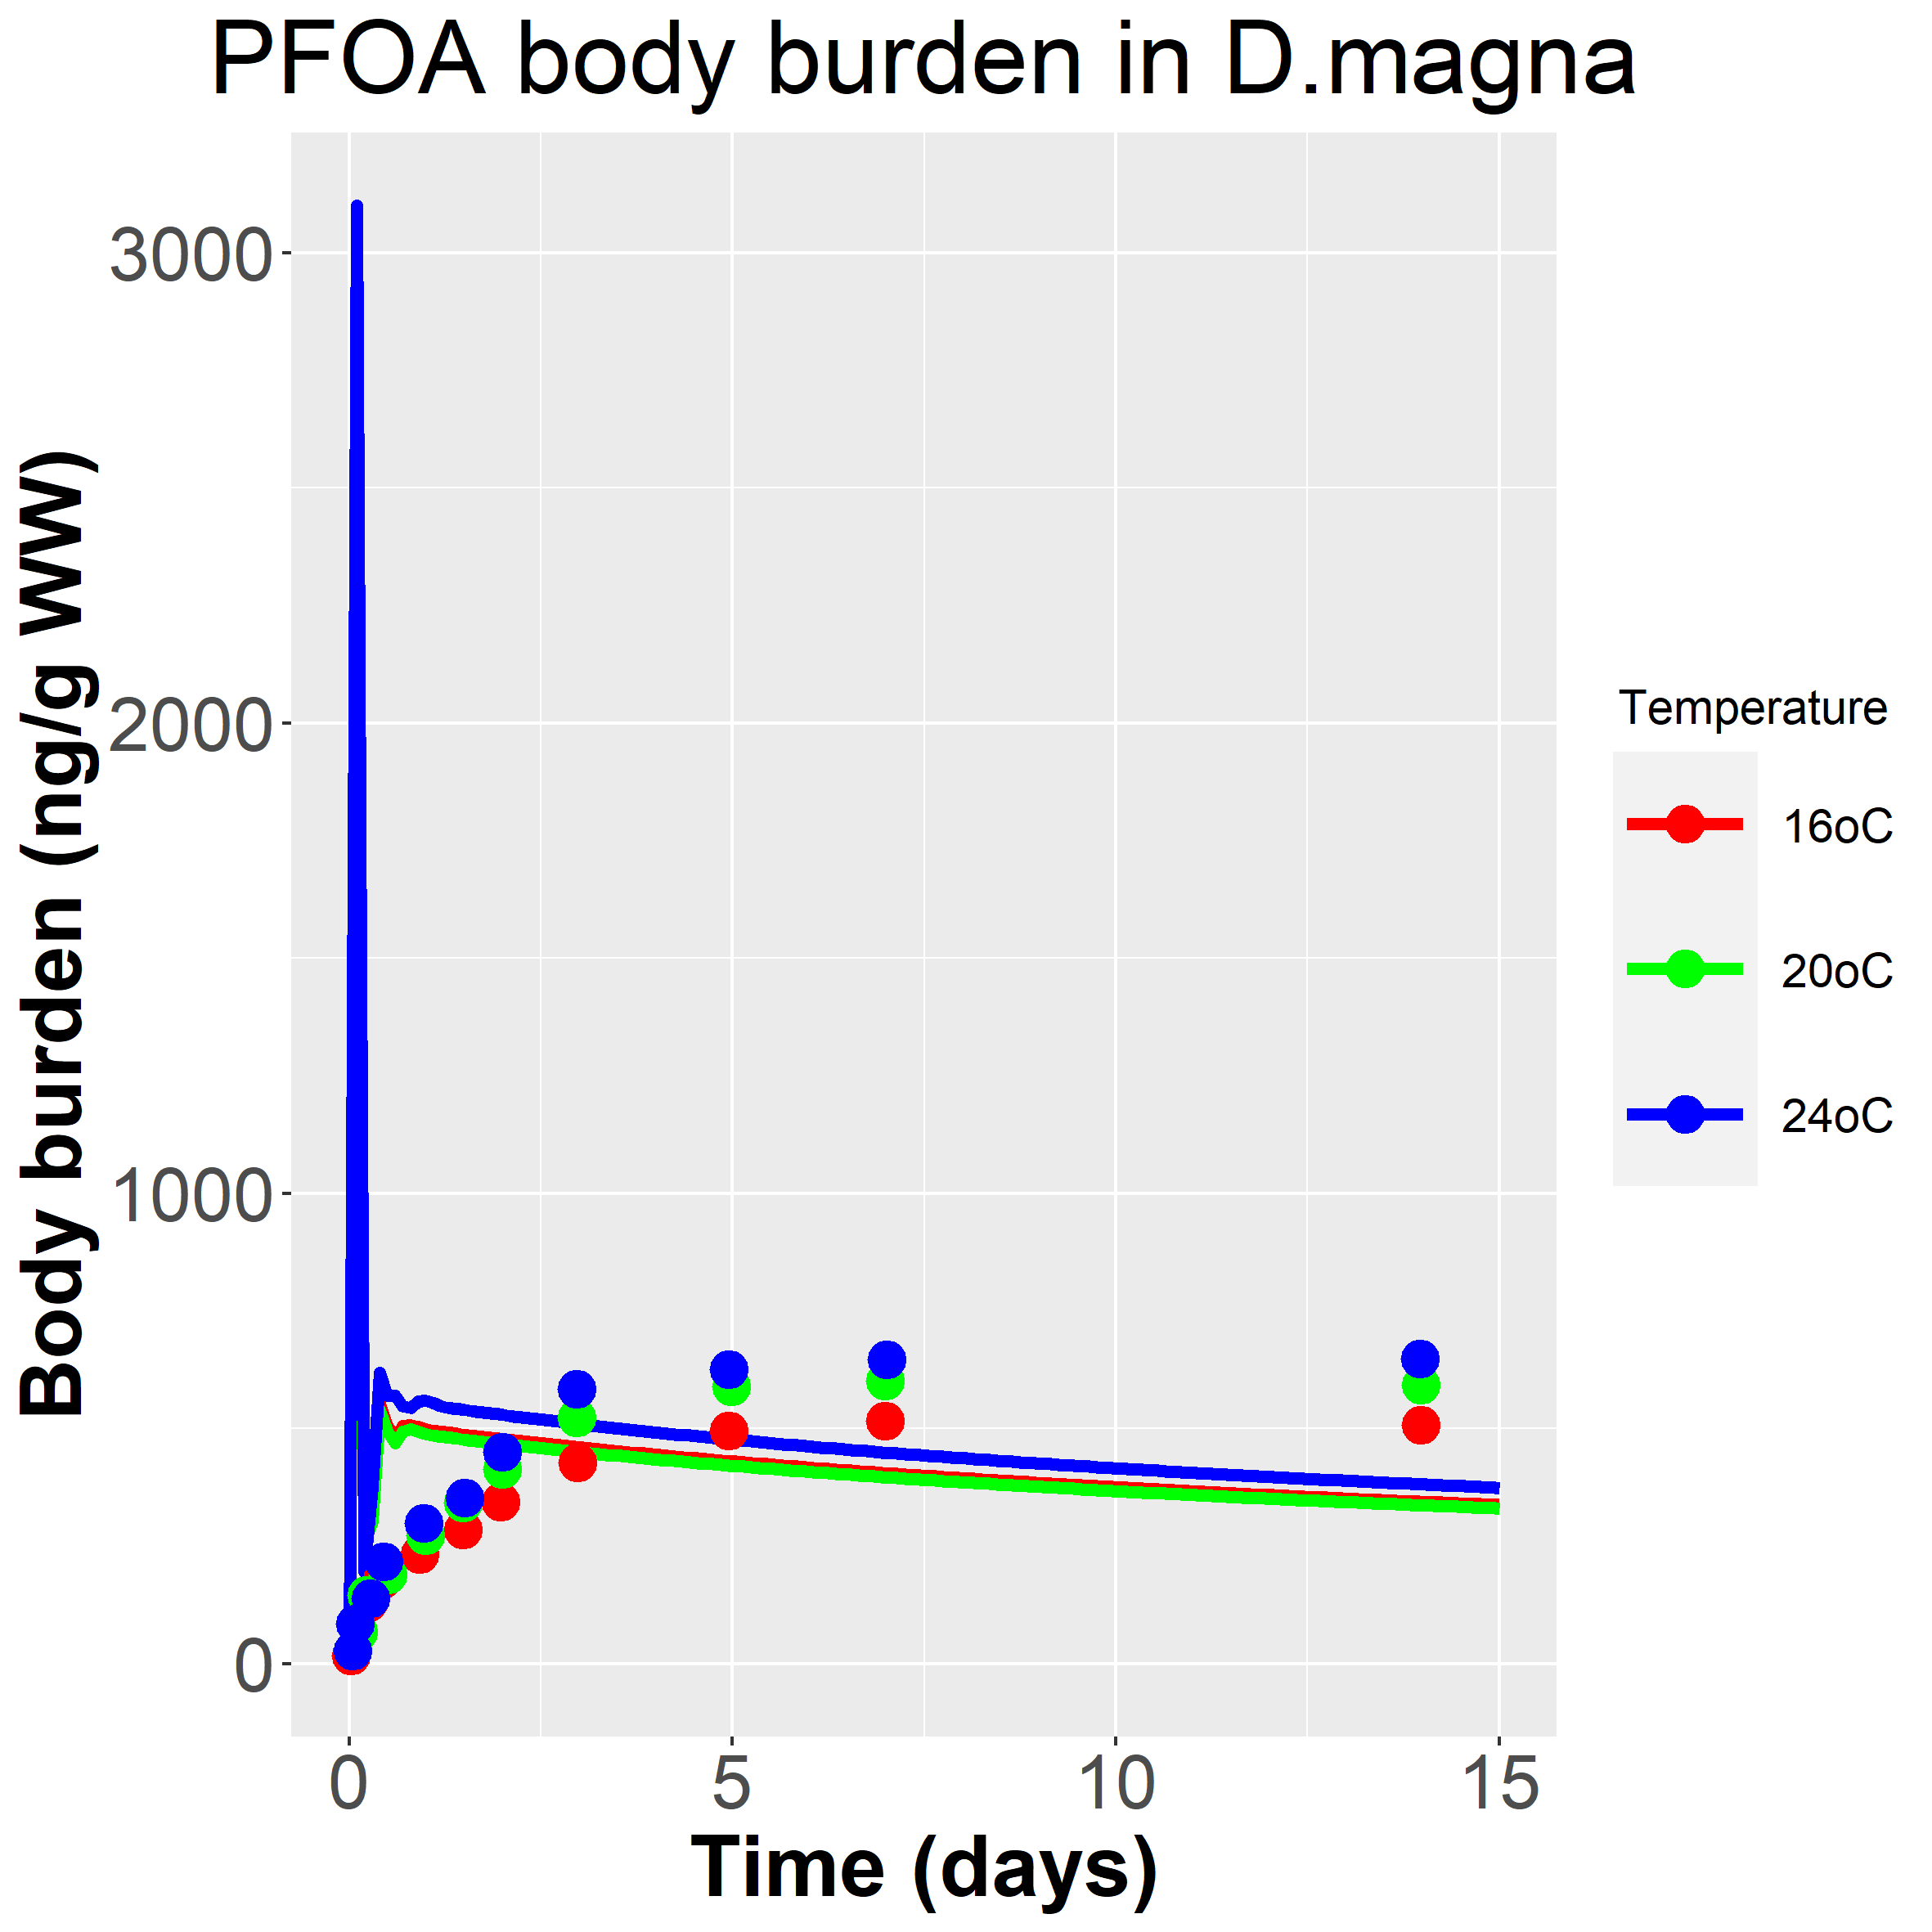 PFOA body burden in D.magna
Body burden (ng/g WW)
3000
2000
1000
0
0
5
10
15
Time (days)
Temperature
16oC
20oC
24oC